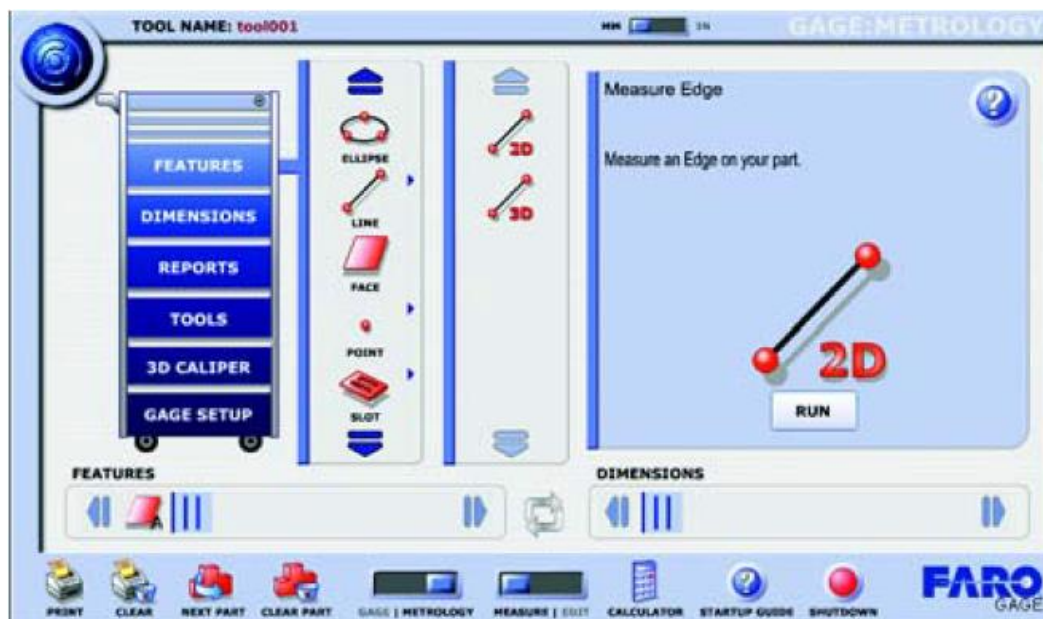 TOOL NAME: tool001
MM IN
GAGE:METROLOGY
FEATURES
DIMENSIONS
REPORTS
TOOLS
3D CALIPER
GAGE SETUP
ELLIPSE
LINE
FACE
POINT
SLOT
2D
3D
Measure Edge
?
Measure an Edge on your part.
2D
RUN
FEATURES
A
DIMENSIONS
PRINT
CLEAR
NEXT PART
CLEAR PART
GAGE | METROLOGY
MEASURE | EDIT
CALCULATOR
?
STARTUP GUIDE
SHUTDOWN
FARO
GAGE